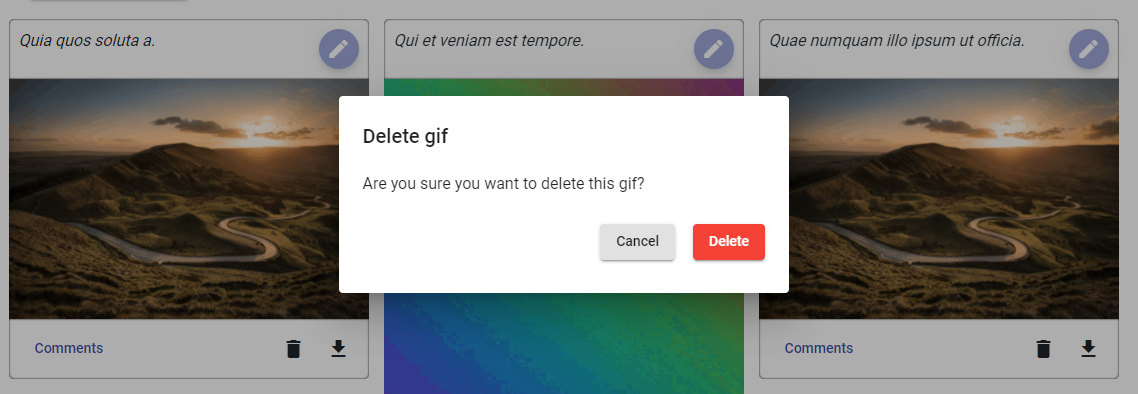 Quia quos soluta a.
Qui et veniam est tempore.
Quae numquam illo ipsum ut officia.
Delete gif
Are you sure you want to delete this gif?
Cancel
Delete
Comments
Comments